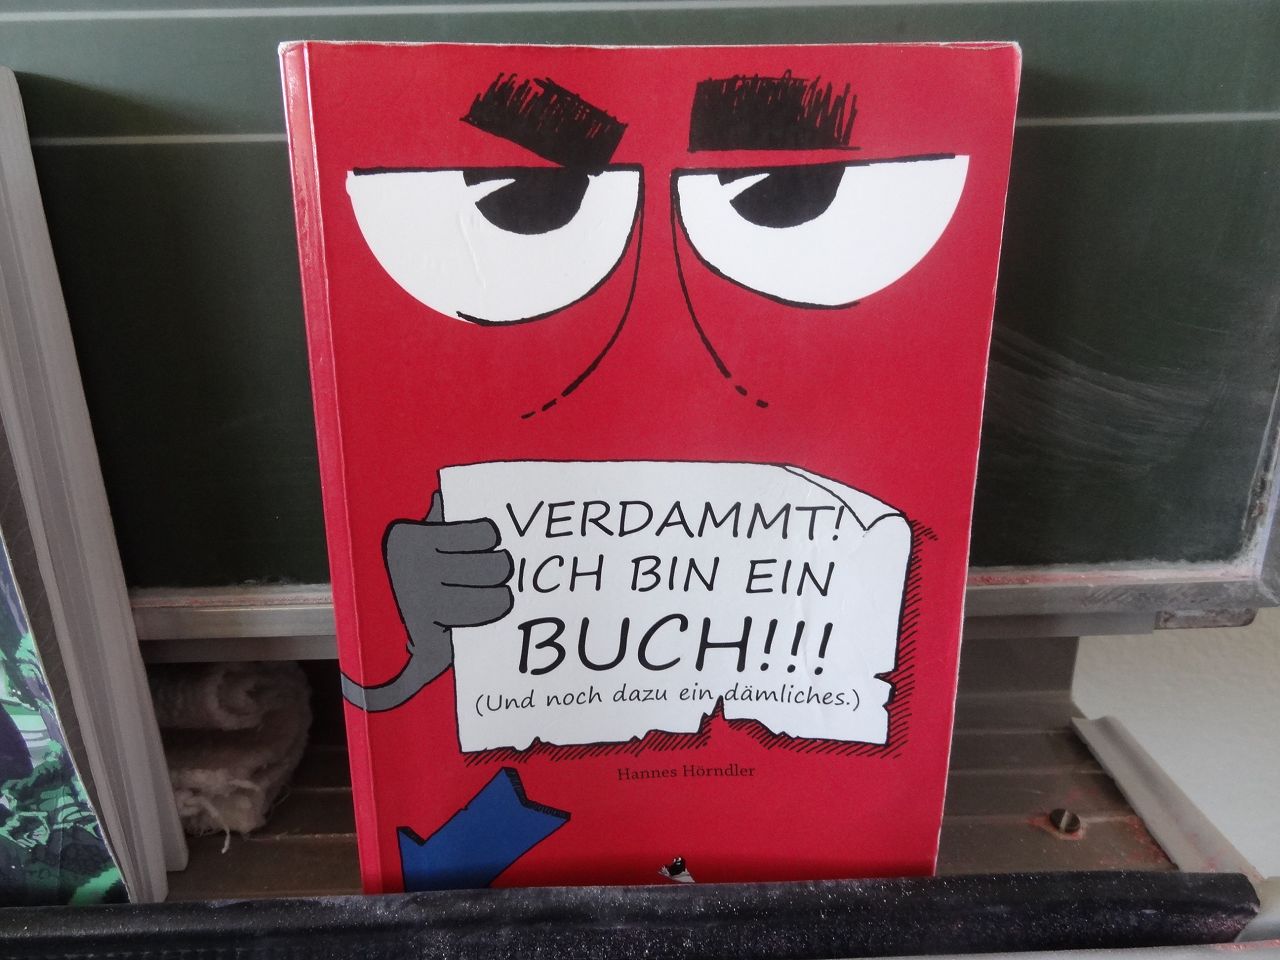 VERDAMMT!
ICH BIN EIN
BUCH!!!
(Und noch dazu ein dämliches.)
Hannes Hörndler